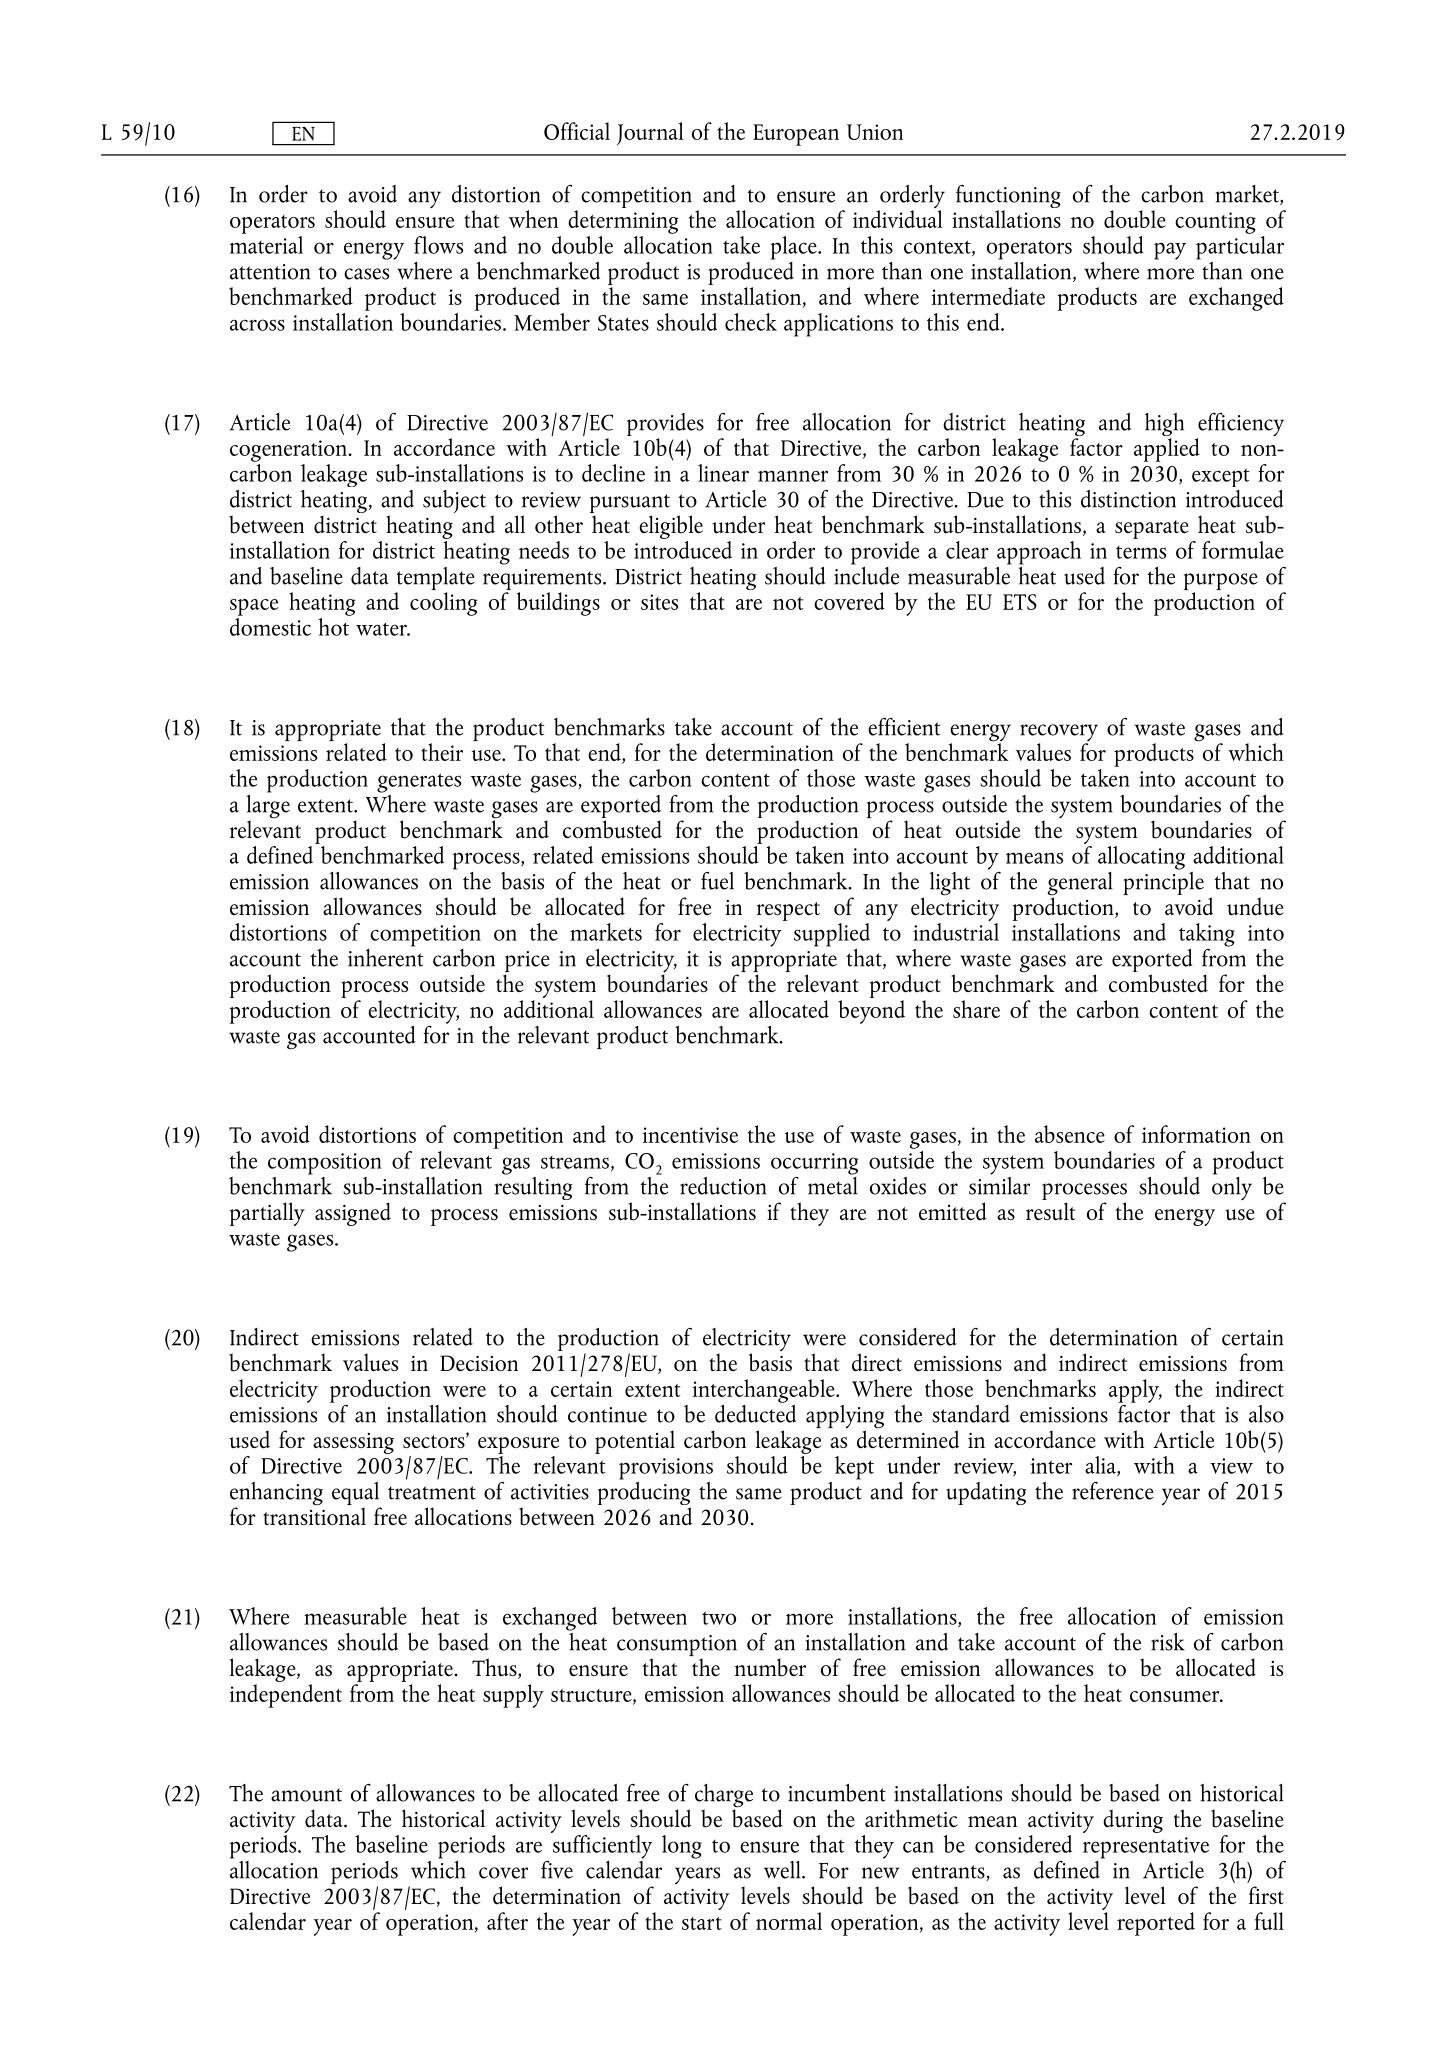 L 59/10 EN Official Journal of the European Union 27.2.2019
(16) In order to avoid any distortion of competition and to ensure an orderly functioning of the carbon market,
operators should ensure that when determining the allocation of individual installations no double counting of
material or energy flows and no double allocation take place. In this context, operators should pay particular
attention to cases where a benchmarked product is produced in more than one installation, where more than one
benchmarked product is produced in the same installation, and where intermediate products are exchanged
across installation boundaries. Member States should check applications to this end.
(17) Article 10a(4) of Directive 2003/87/EC provides for free allocation for district heating and high efficiency
cogeneration. In accordance with Article 10b(4) of that Directive, the carbon leakage factor applied to non-
carbon leakage sub-installations is to decline in a linear manner from 30 % in 2026 to 0 % in 2030, except for
district heating, and subject to review pursuant to Article 30 of the Directive. Due to this distinction introduced
between district heating and all other heat eligible under heat benchmark sub-installations, a separate heat sub-
installation for district heating needs to be introduced in order to provide a clear approach in terms of formulae
and baseline data template requirements. District heating should include measurable heat used for the purpose of
space heating and cooling of buildings or sites that are not covered by the EU ETS or for the production of
domestic hot water.
(18) It is appropriate that the product benchmarks take account of the efficient energy recovery of waste gases and
emissions related to their use. To that end, for the determination of the benchmark values for products of which
the production generates waste gases, the carbon content of those waste gases should be taken into account to
a large extent. Where waste gases are exported from the production process outside the system boundaries of the
relevant product benchmark and combusted for the production of heat outside the system boundaries of
a defined benchmarked process, related emissions should be taken into account by means of allocating additional
emission allowances on the basis of the heat or fuel benchmark. In the light of the general principle that no
emission allowances should be allocated for free in respect of any electricity production, to avoid undue
distortions of competition on the markets for electricity supplied to industrial installations and taking into
account the inherent carbon price in electricity, it is appropriate that, where waste gases are exported from the
production process outside the system boundaries of the relevant product benchmark and combusted for the
production of electricity, no additional allowances are allocated beyond the share of the carbon content of the
waste gas accounted for in the relevant product benchmark.
(19) To avoid distortions of competition and to incentivise the use of waste gases, in the absence of information on
the composition of relevant gas streams, CO₂ emissions occurring outside the system boundaries of a product
benchmark sub-installation resulting from the reduction of metal oxides or similar processes should only be
partially assigned to process emissions sub-installations if they are not emitted as result of the energy use of
waste gases.
(20) Indirect emissions related to the production of electricity were considered for the determination of certain
benchmark values in Decision 2011/278/EU, on the basis that direct emissions and indirect emissions from
electricity production were to a certain extent interchangeable. Where those benchmarks apply, the indirect
emissions of an installation should continue to be deducted applying the standard emissions factor that is also
used for assessing sectors’ exposure to potential carbon leakage as determined in accordance with Article 10b(5)
of Directive 2003/87/EC. The relevant provisions should be kept under review, inter alia, with a view to
enhancing equal treatment of activities producing the same product and for updating the reference year of 2015
for transitional free allocations between 2026 and 2030.
(21) Where measurable heat is exchanged between two or more installations, the free allocation of emission
allowances should be based on the heat consumption of an installation and take account of the risk of carbon
leakage, as appropriate. Thus, to ensure that the number of free emission allowances to be allocated is
independent from the heat supply structure, emission allowances should be allocated to the heat consumer.
(22) The amount of allowances to be allocated free of charge to incumbent installations should be based on historical
activity data. The historical activity levels should be based on the arithmetic mean activity during the baseline
periods. The baseline periods are sufficiently long to ensure that they can be considered representative for the
allocation periods which cover five calendar years as well. For new entrants, as defined in Article 3(h) of
Directive 2003/87/EC, the determination of activity levels should be based on the activity level of the first
calendar year of operation, after the year of the start of normal operation, as the activity level reported for a full